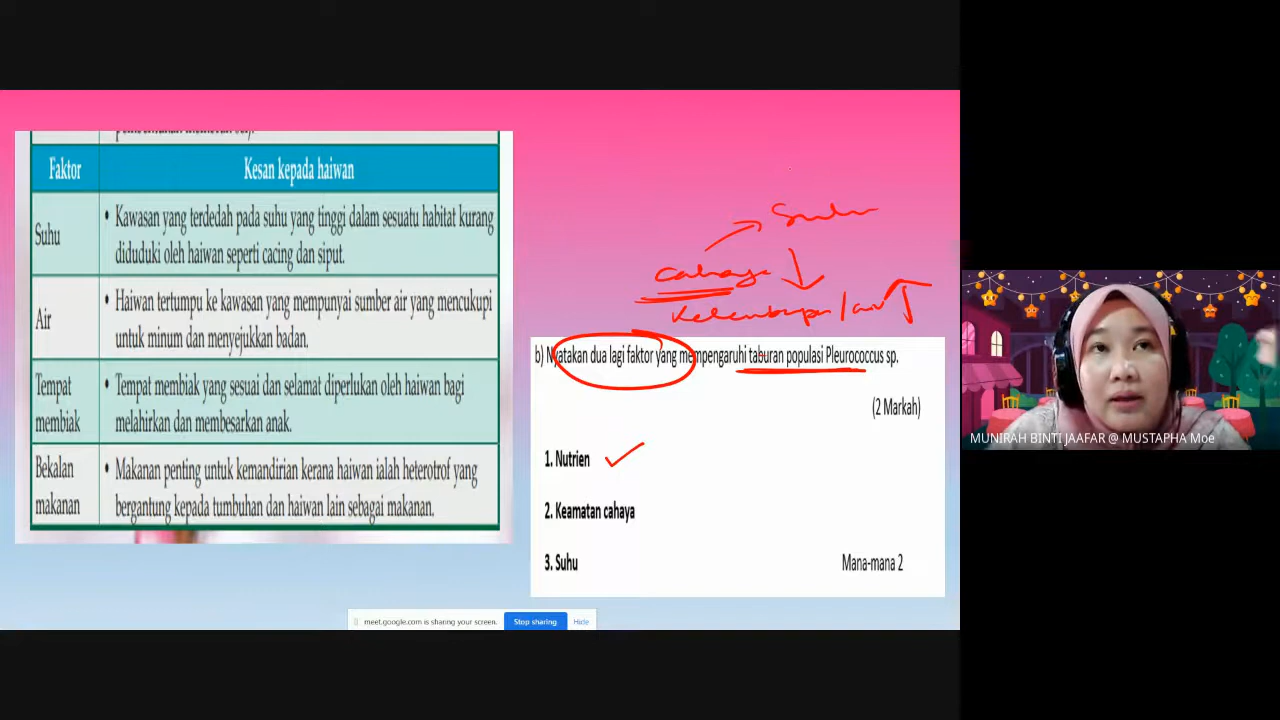 Faktor
Kesan kepada haiwan
Suhu
• Kawasan yang terdedah pada suhu yang tinggi dalam sesuatu habitat kurang
diduduki oleh haiwan seperti cacing dan siput.
Air
• Haiwan tertumpu ke kawasan yang mempunyai sumber air yang mencukupi
untuk minum dan menyejukkan badan.
Tempat
membiak
• Tempat membiak yang sesuai dan selamat diperlukan oleh haiwan bagi
melahirkan dan membesarkan anak.
Bekalan
makanan
• Makanan penting untuk kemandirian kerana haiwan ialah heterotrof yang
bergantung kepada tumbuhan dan haiwan lain sebagai makanan.
Suhu
cahaya
b) Nyatakan dua lagi faktor yang mempengaruhi taburan populasi Pleurococcus sp.
(2 Markah)
1. Nutrien
2. Keamatan cahaya
3. Suhu
Mana-mana 2
meet.google.com is sharing your screen.
Stop sharing
Hide
MUNIRAH BINTI JAAFAR @ MUSTAPHA Moe